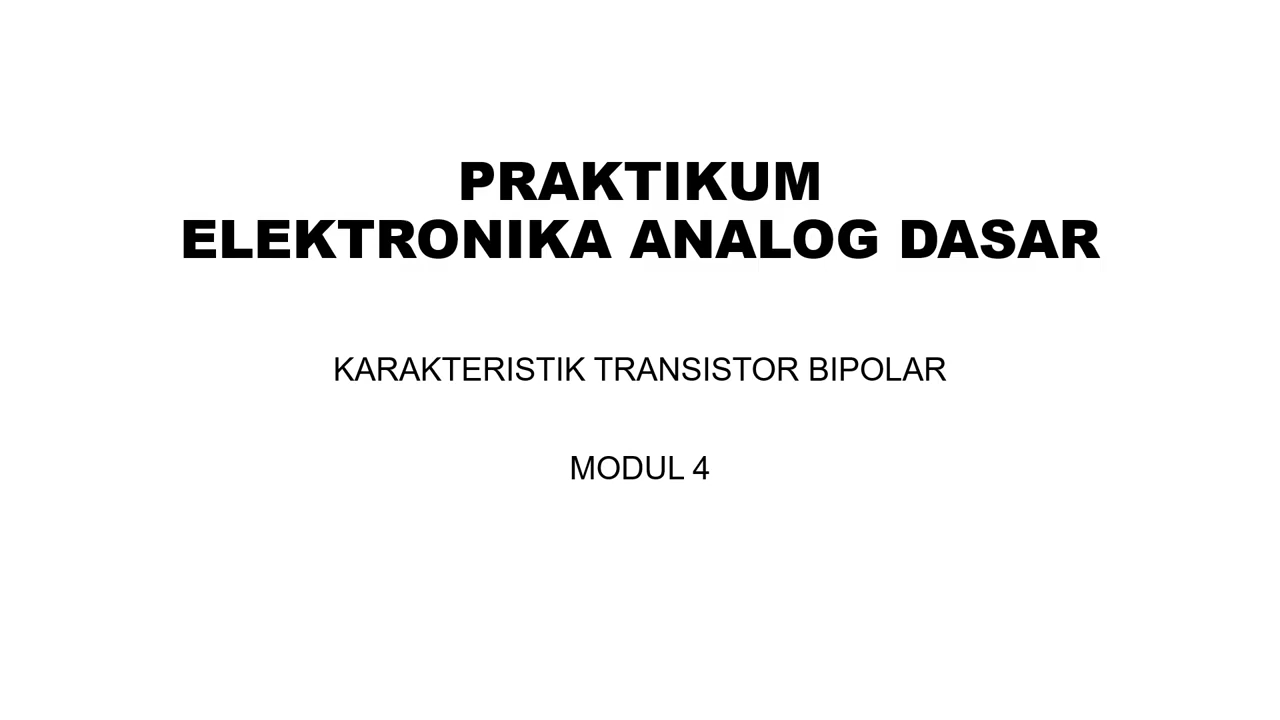 PRAKTIKUM
ELEKTRONIKA ANALOG DASAR
KARAKTERISTIK TRANSISTOR BIPOLAR
MODUL 4